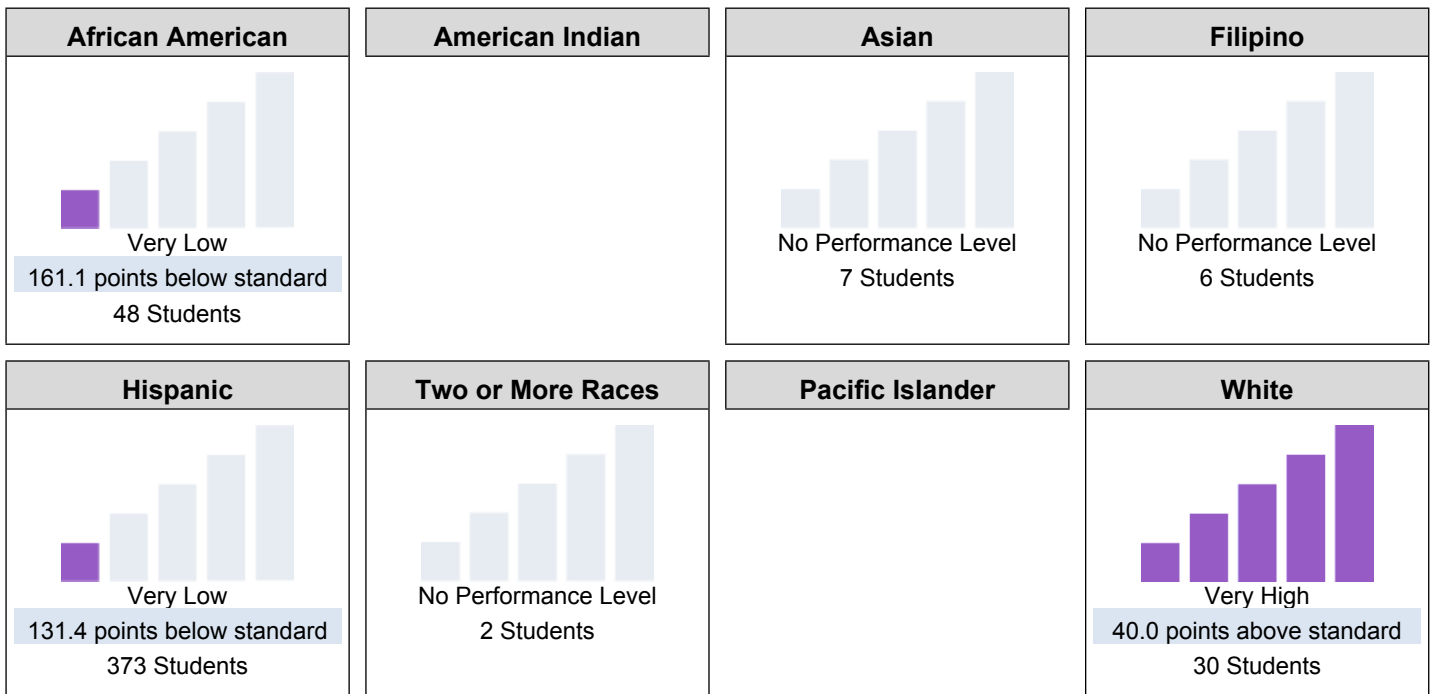 African American
Very Low
161.1 points below standard
48 Students
American Indian
Asian
No Performance Level
7 Students
Filipino
No Performance Level
6 Students
Hispanic
Very Low
131.4 points below standard
373 Students
Two or More Races
No Performance Level
2 Students
Pacific Islander
White
Very High
40.0 points above standard
30 Students